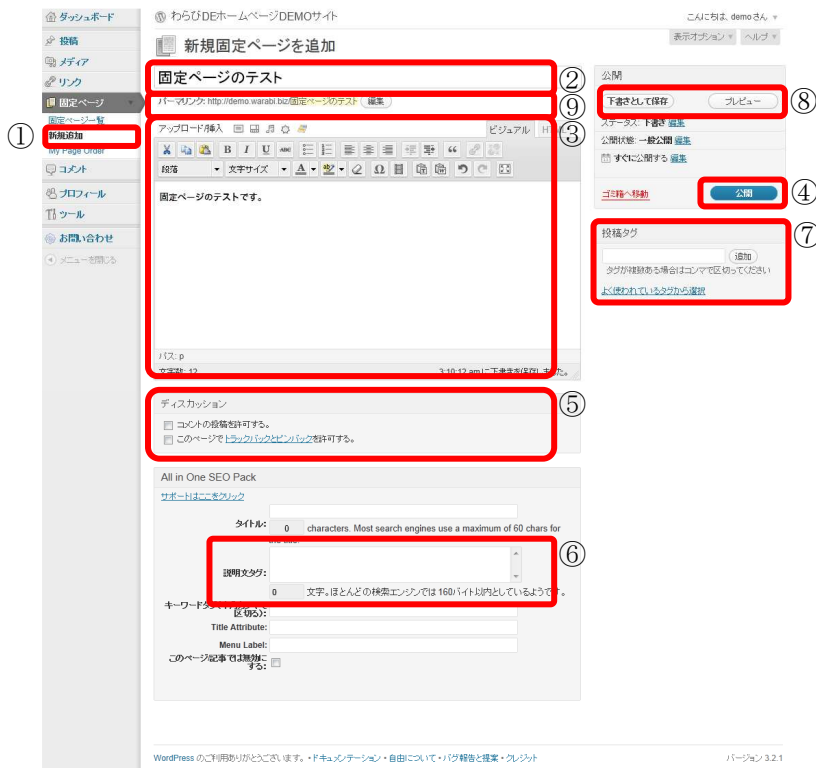 ダッシュボード
わらびDEホームページDEMOサイト
こんにちは、demoさん
投稿
メディア
リンク
固定ページ
固定ページ一覧
新規追加
My Page Order
コメント
プロフィール
ツール
お問い合わせ
メニューを閉じる
①
新規固定ページを追加
表示オプション ヘルプ
固定ページのテスト
②
パーマリンク: http://demo.warabi.biz/固定ページのテスト 編集
⑨
アップロード/挿入
ビジュアル
③
B I U ABC
段落 文字サイズ A
固定ページのテストです。
パス: p
文字数: 12
3:10:12 am に下書きを保存しました。
公開
下書きとして保存 プレビュー
⑧
ステータス: 下書き 編集
公開状態: 一般公開 編集
すぐに公開する 編集
ゴミ箱へ移動 公開
④
投稿タグ
⑦
追加
タグが複数ある場合はコンマで区切ってください
よく使われているタグから選択
ディスカッション
⑤
コメントの投稿を許可する。
このページでトラックバックとピンバックを許可する。
All in One SEO Pack
サポートはここをクリック
タイトル:
0 characters. Most search engines use a maximum of 60 chars for
⑥
説明文タグ:
0 文字。ほとんどの検索エンジンでは160バイト以内としているようです。
キーワードタグ
区切る):
Title Attribute:
Menu Label:
このページ/記事では無効に
する:
WordPress のご利用ありがとうございます。・ドキュメンテーション・自由について・バグ報告と提案・クレジット
バージョン 3.2.1